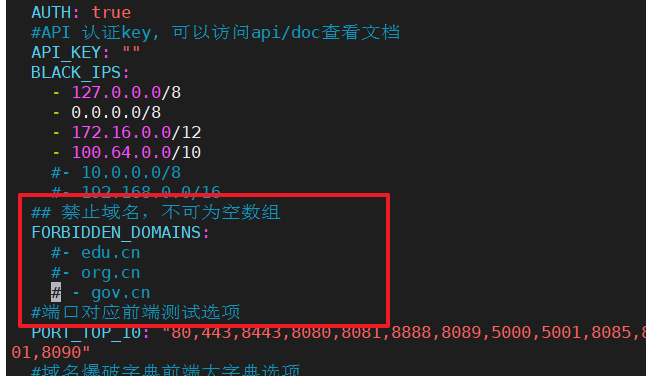 AUTH: true
#API 认证key, 可以访问api/doc查看文档
API_KEY: ""
BLACK_IPS:
- 127.0.0.0/8
- 0.0.0.0/8
- 172.16.0.0/12
- 100.64.0.0/10
#- 10.0.0.0/8
#- 192.168.0.0/16
## 禁止域名，不可为空数组
FORBIDDEN_DOMAINS:
#- edu.cn
#- org.cn
# - gov.cn
#端口对应前端测试选项
PORT_TOP_10: "80,443,8443,8080,8081,8888,8089,5000,5001,8085,8
01,8090"
#域名爆破字典前端大字典选项